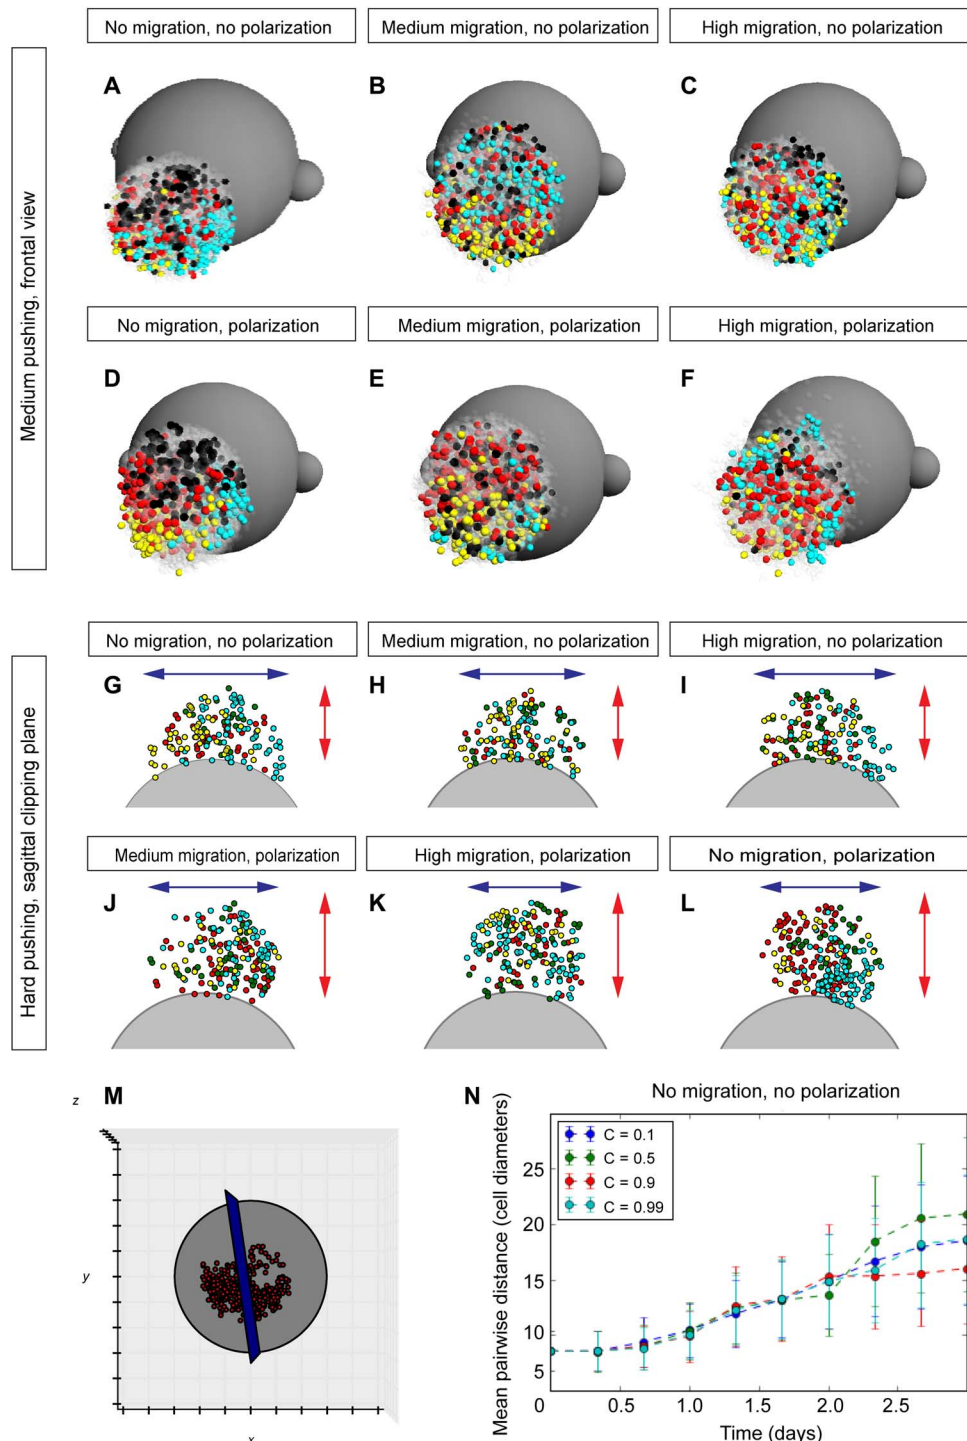 No migration, no polarization
Medium migration, no polarization
High migration, no polarization
Medium pushing, frontal view
A
B
C
No migration, polarization
Medium migration, polarization
High migration, polarization
D
E
F
No migration, no polarization
Medium migration, no polarization
High migration, no polarization
Hard pushing, sagittal clipping plane
G
H
I
Medium migration, polarization
High migration, polarization
No migration, polarization
J
K
L
M
z
y
x
N
No migration, no polarization
Mean pairwise distance (cell diameters)
C = 0.1
C = 0.5
C = 0.9
C = 0.99
25
20
15
10
5
0 0.5 1.0 1.5 2.0 2.5
Time (days)